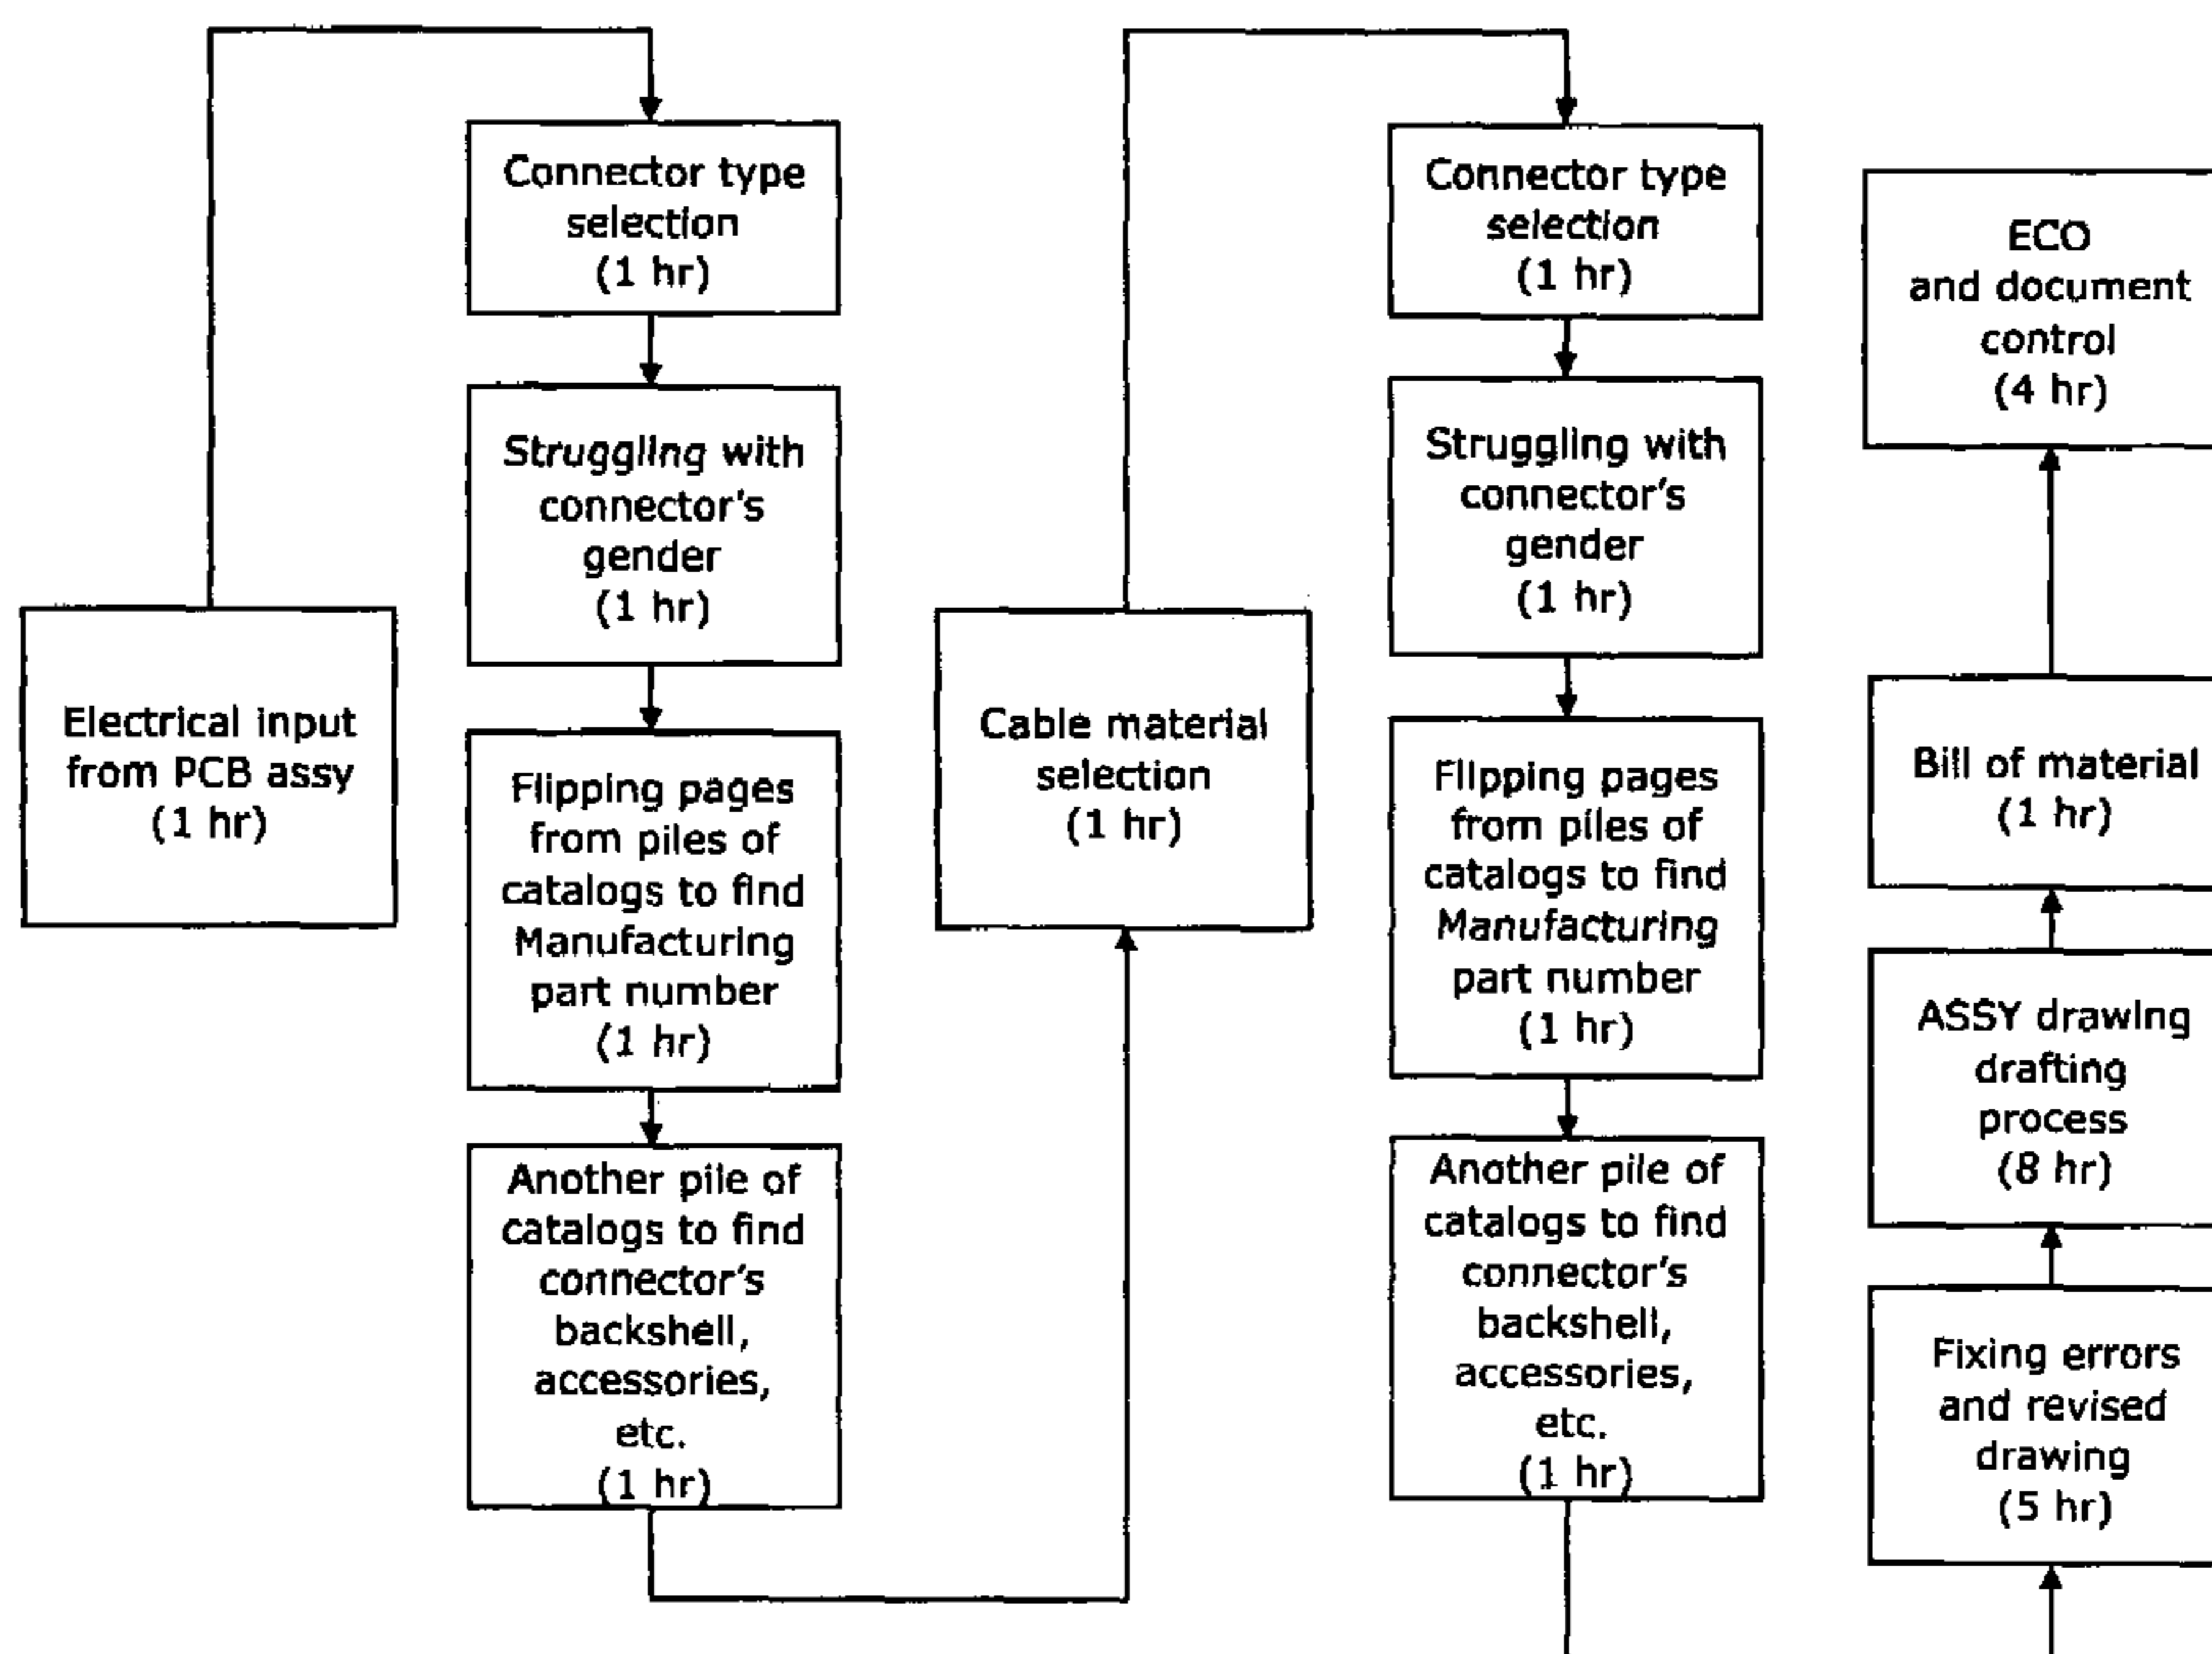 Electrical input
from PCB assy
(1 hr)
Connector type
selection
(1 hr)
Struggling with
connector's
gender
(1 hr)
Flipping pages
from piles of
catalogs to find
Manufacturing
part number
(1 hr)
Another pile of
catalogs to find
connector's
backshell,
accessories,
etc.
(1 hr)
Cable material
selection
(1 hr)
Connector type
selection
(1 hr)
Struggling with
connector's
gender
(1 hr)
Flipping pages
from piles of
catalogs to find
Manufacturing
part number
(1 hr)
Another pile of
catalogs to find
connector's
backshell,
accessories,
etc.
(1 hr)
ECO
and document
control
(4 hr)
Bill of material
(1 hr)
ASSY drawing
drafting
process
(8 hr)
Fixing errors
and revised
drawing
(5 hr)